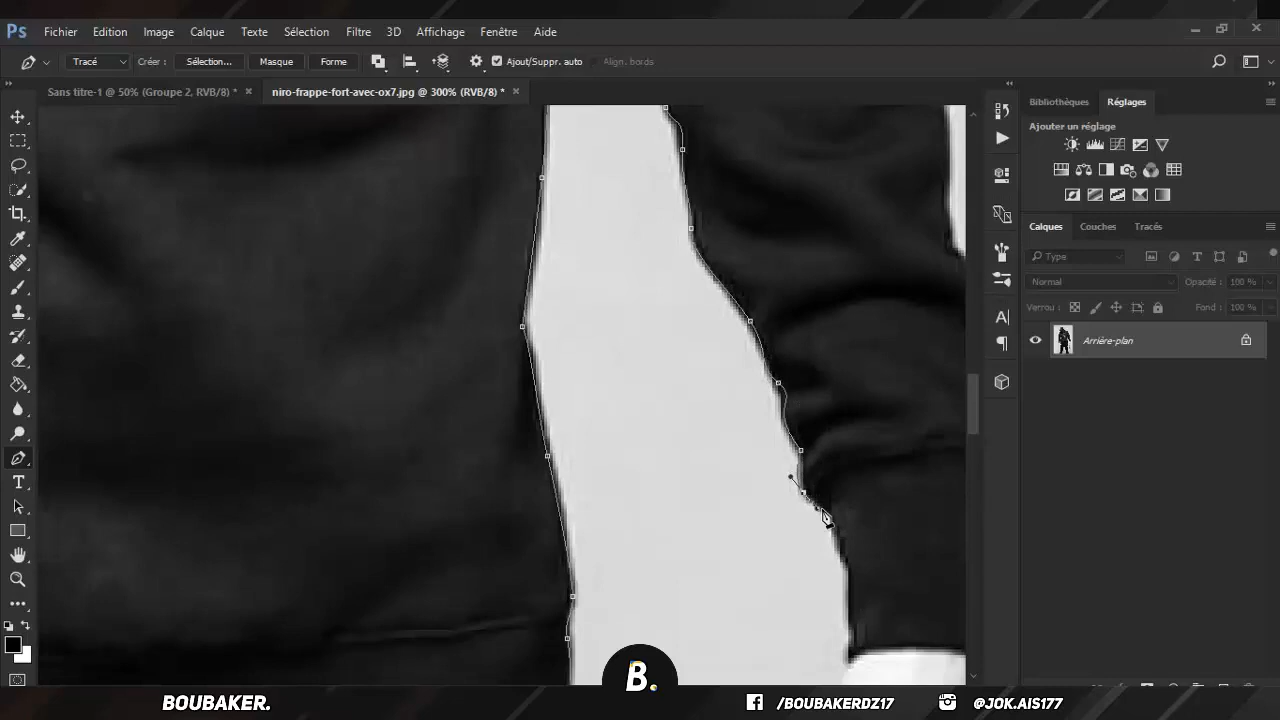 Ps Fichier Edition Image Calque Texte Sélection Filtre 3D Affichage Fenêtre Aide
Tracé Créer : Sélection... Masque Forme Ajout/Suppr. auto Align. bords
Sans titre-1 @ 50% (Groupe 2, RVB/8) * × niro-frappe-fort-avec-ox7.jpg @ 300% (RVB/8) * ×
Bibliothèques Réglages
Ajouter un réglage
Calques Couches Tracés
Type
Normal Opacité : 100 %
Verrou : Fond : 100 %
Arrière-plan
B.
BOUBAKER. /BOUBAKERDZ17 @JOK.AIS177